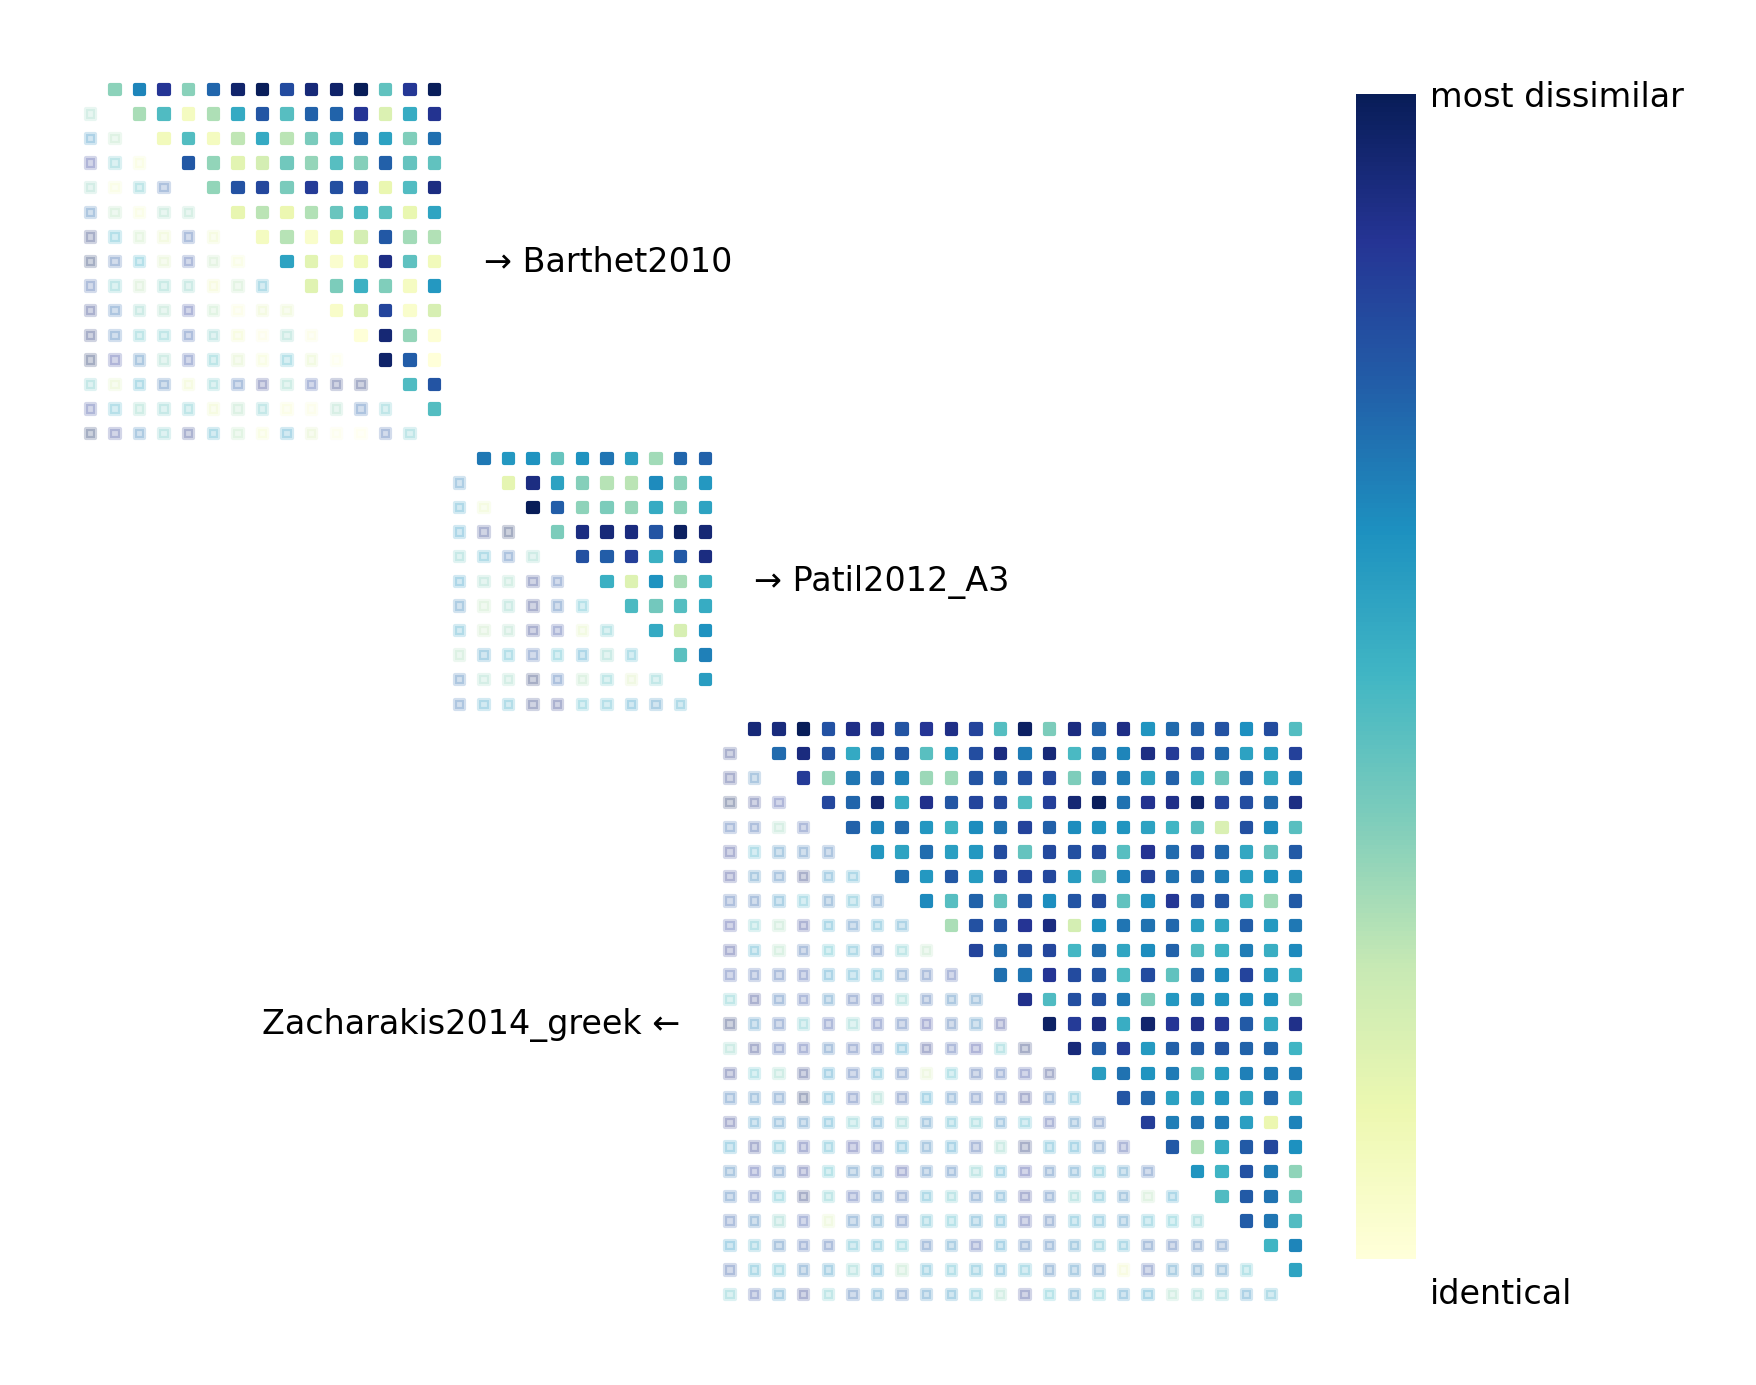 most dissimilar
→ Barthet2010
→ Patil2012_A3
Zacharakis2014_greek ←
identical